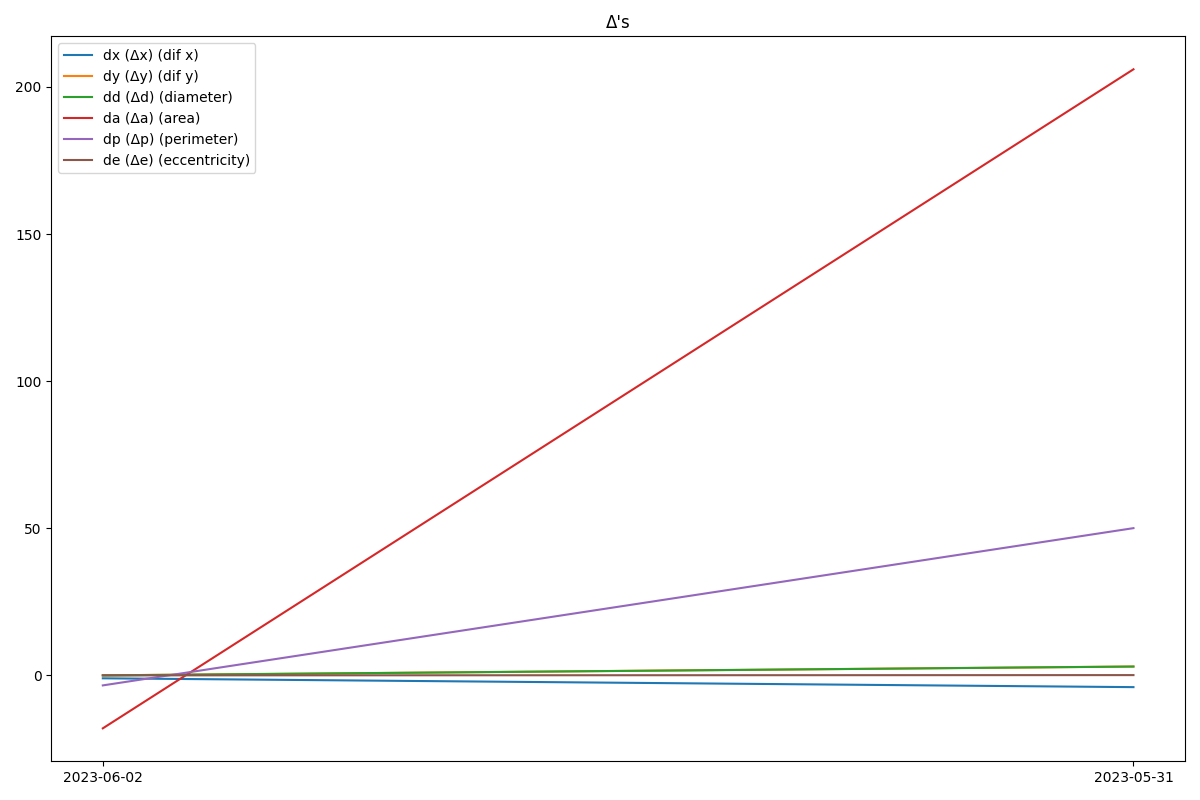 Δ's
dx (Δx) (dif x)
dy (Δy) (dif y)
dd (Δd) (diameter)
da (Δa) (area)
dp (Δp) (perimeter)
de (Δe) (eccentricity)
200
150
100
50
0
2023-06-02
2023-05-31